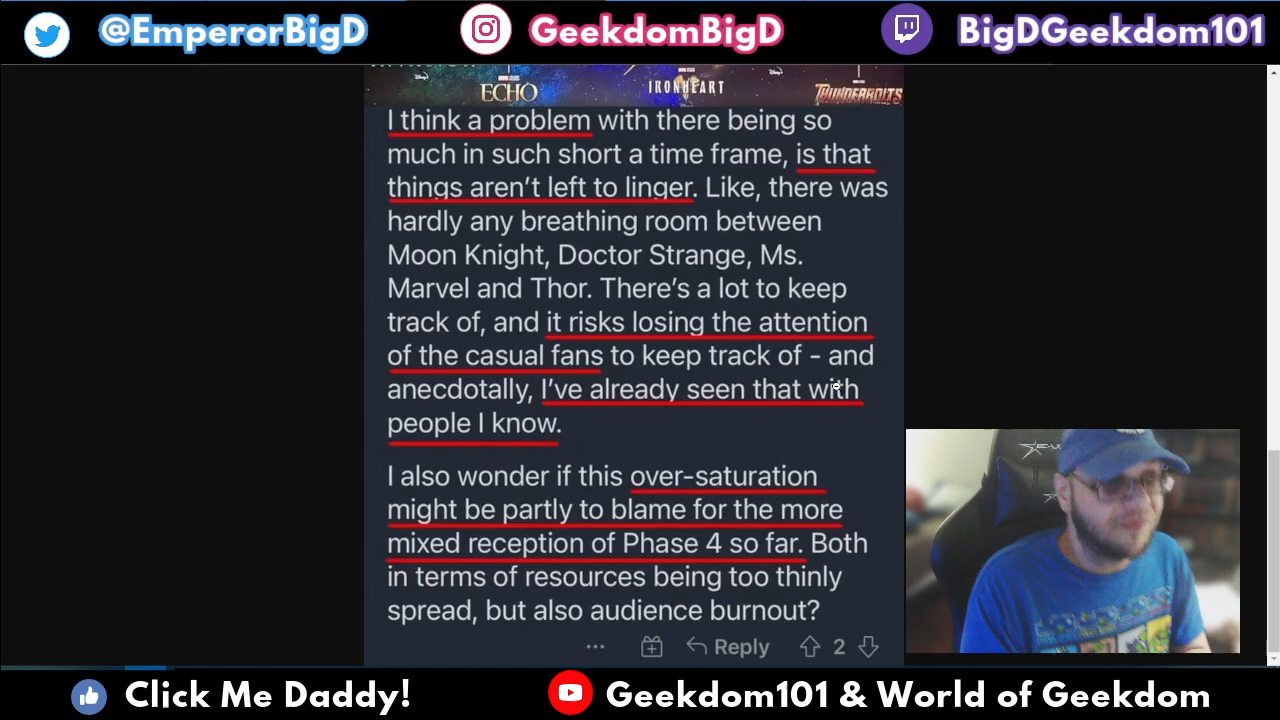 @EmperorBigD
GeekdomBigD
BigDGeekdom101
ECHO
IRONHEART
THUNDERBOLTS
I think a problem with there being so
much in such short a time frame, is that
things aren't left to linger. Like, there was
hardly any breathing room between
Moon Knight, Doctor Strange, Ms.
Marvel and Thor. There's a lot to keep
track of, and it risks losing the attention
of the casual fans to keep track of - and
anecdotally, I've already seen that with
people I know.
I also wonder if this over-saturation
might be partly to blame for the more
mixed reception of Phase 4 so far. Both
in terms of resources being too thinly
spread, but also audience burnout?
... Reply 2
Click Me Daddy!
Geekdom101 & World of Geekdom